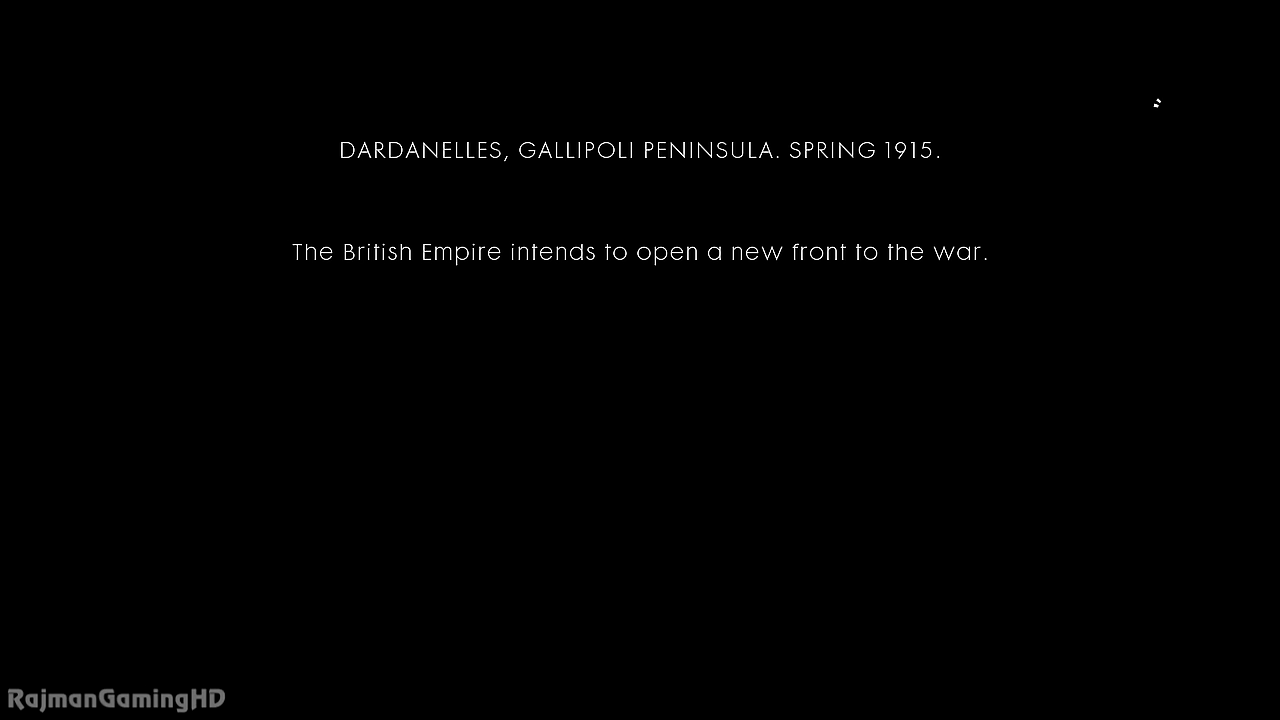 DARDANELLES, GALLIPOLI PENINSULA. SPRING 1915.
The British Empire intends to open a new front to the war.
RajmanGamingHD